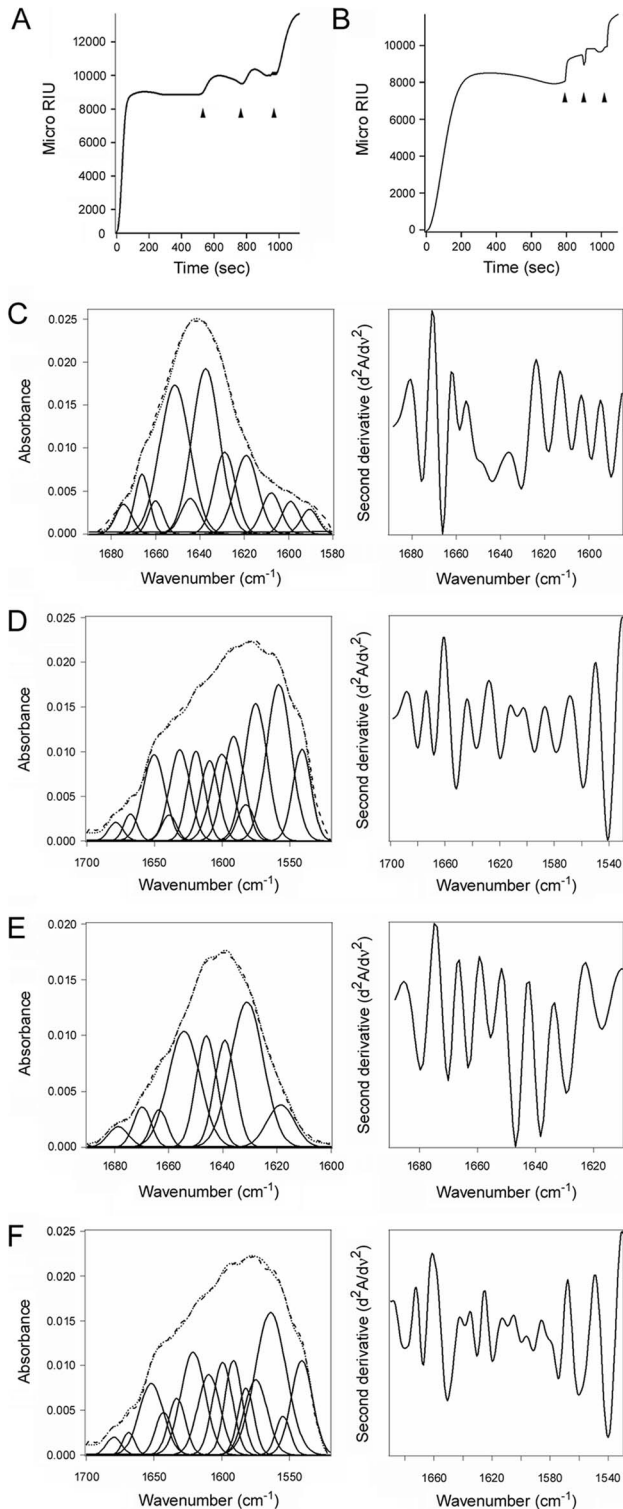 A
Micro RIU
14000
12000
10000
8000
6000
4000
2000
0
0 200 400 600 800 1000
Time (sec)
B
Micro RIU
12000
10000
8000
6000
4000
2000
0
0 200 400 600 800 1000
Time (sec)
C
Absorbance
0.025
0.020
0.015
0.010
0.005
0.000
1680 1660 1640 1620 1600 1580
Wavenumber (cm⁻¹)
Second derivative (d²A/dv²)
1680 1660 1640 1620 1600
Wavenumber (cm⁻¹)
D
Absorbance
0.025
0.020
0.015
0.010
0.005
0.000
1700 1650 1600 1550
Wavenumber (cm⁻¹)
Second derivative (d²A/dv²)
1700 1660 1620 1580 1540
Wavenumber (cm⁻¹)
E
Absorbance
0.020
0.015
0.010
0.005
0.000
1680 1660 1640 1620 1600
Wavenumber (cm⁻¹)
Second derivative (d²A/dv²)
1680 1660 1640 1620
Wavenumber (cm⁻¹)
F
Absorbance
0.025
0.020
0.015
0.010
0.005
0.000
1700 1650 1600 1550
Wavenumber (cm⁻¹)
Second derivative (d²A/dv²)
1660 1620 1580 1540
Wavenumber (cm⁻¹)